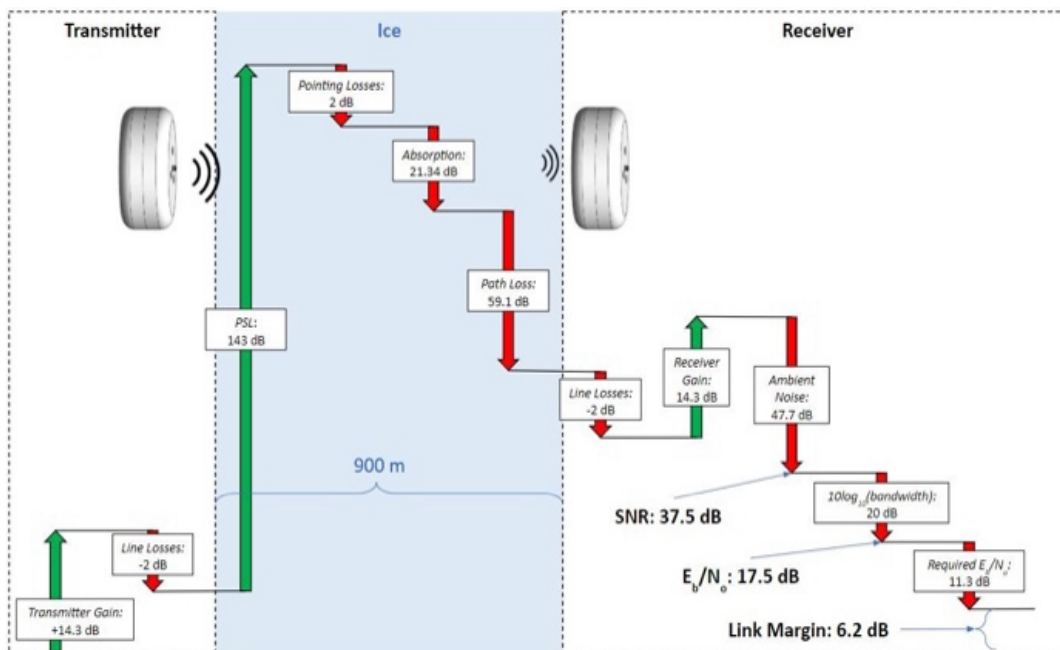 Transmitter
Ice
Receiver
Pointing Losses:
2 dB
Absorption:
21.34 dB
Path Loss:
59.1 dB
PSL:
143 dB
Receiver
Gain:
14.3 dB
Ambient
Noise:
47.7 dB
Line Losses:
-2 dB
900 m
SNR: 37.5 dB
10log10(bandwidth):
20 dB
Line Losses:
-2 dB
Eb/No: 17.5 dB
Required Eb/No:
11.3 dB
Transmitter Gain:
+14.3 dB
Link Margin: 6.2 dB